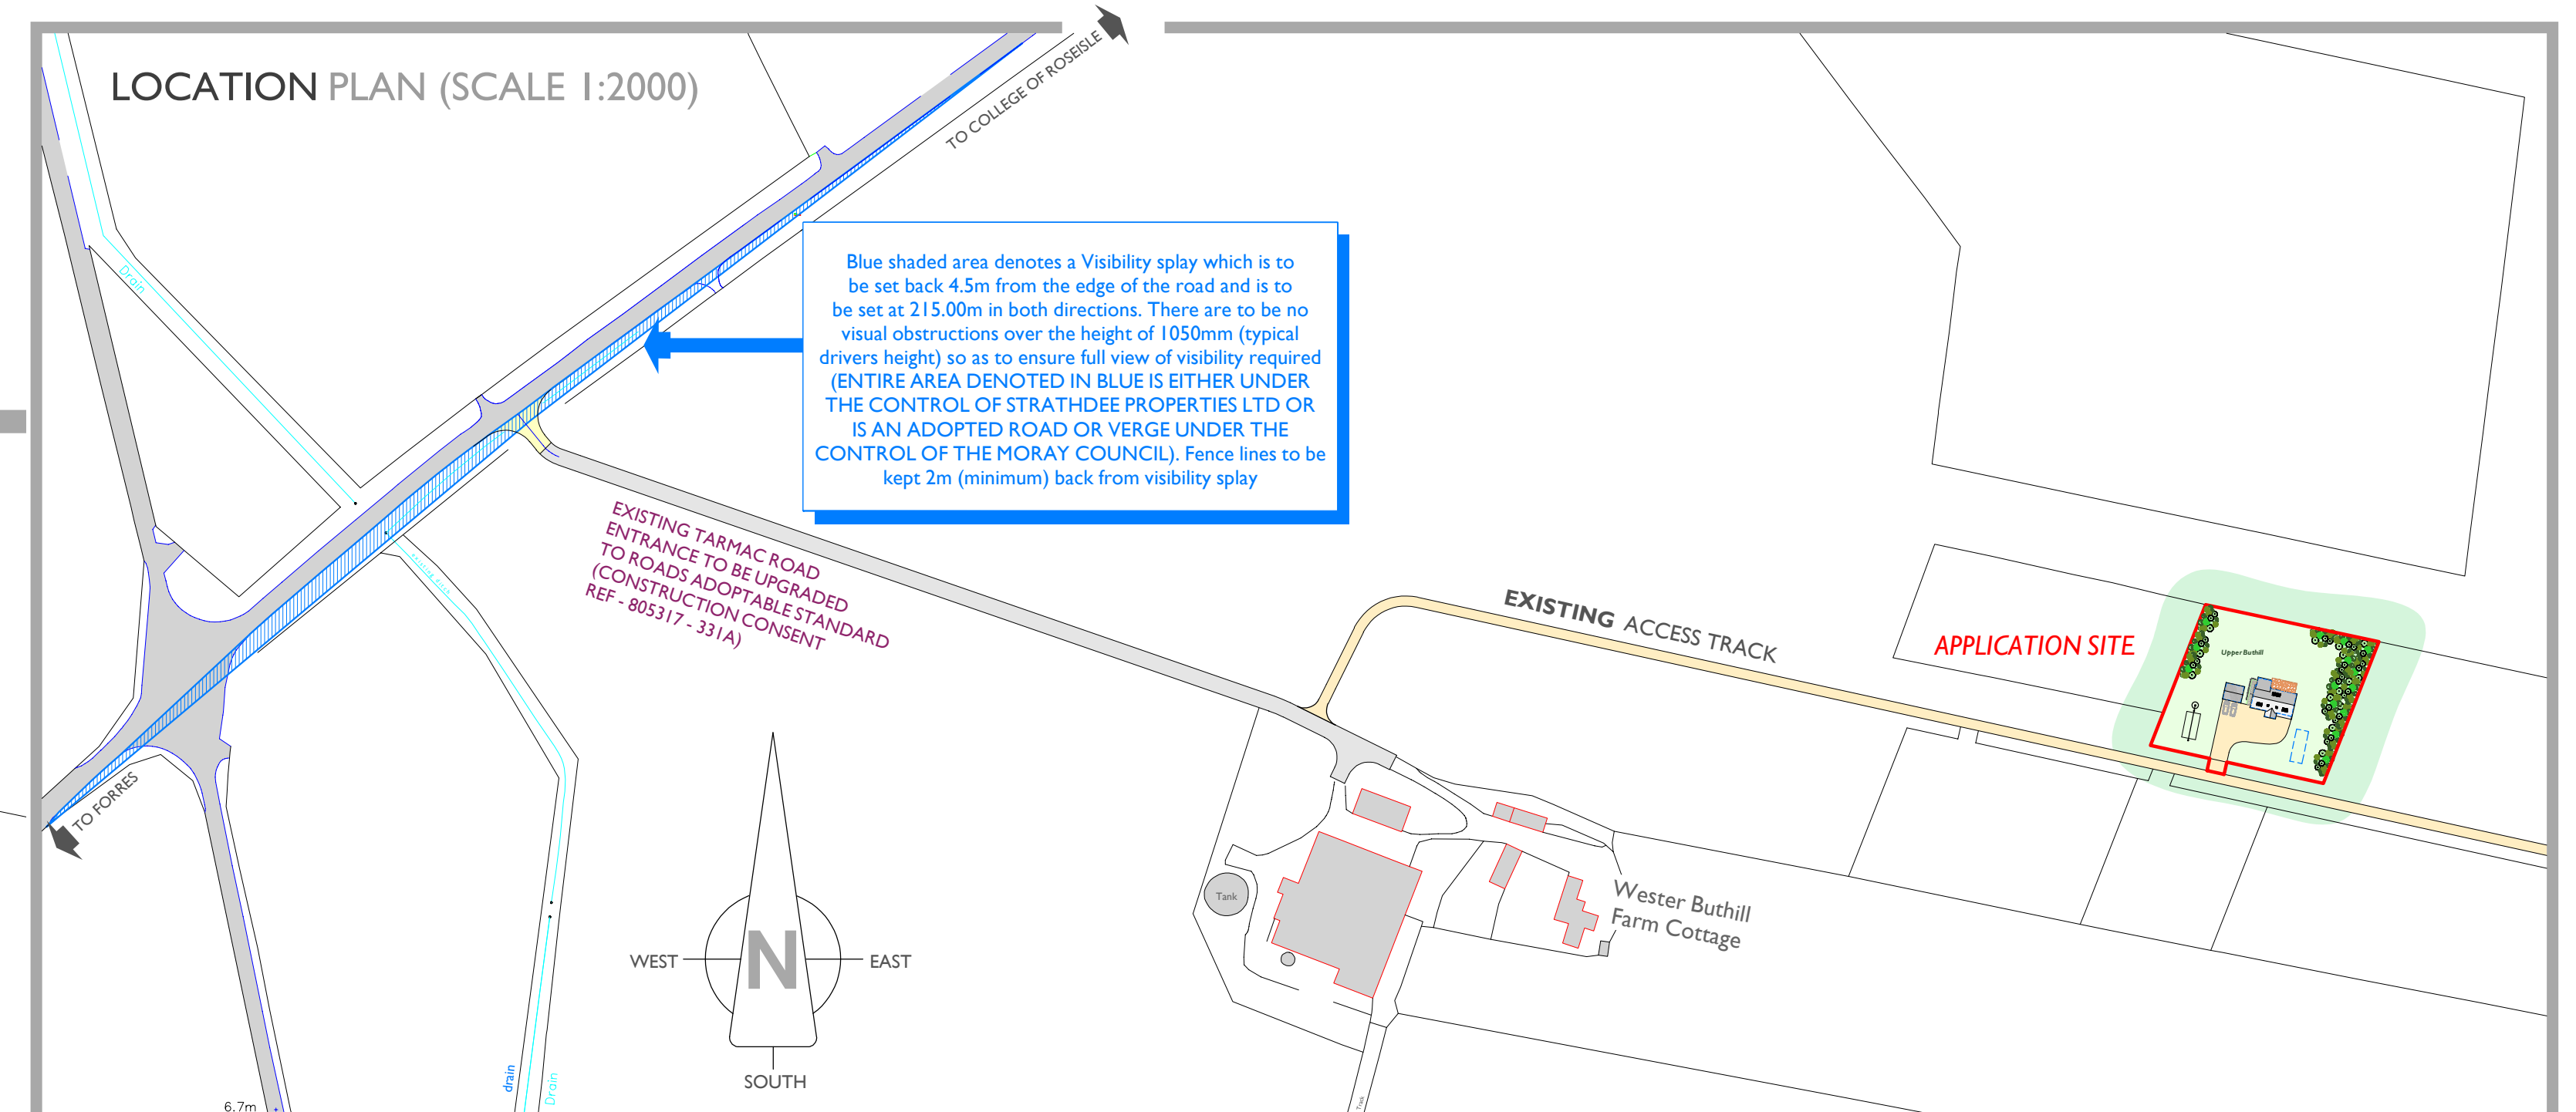 LOCATION PLAN (SCALE 1:2000)
TO COLLEGE OF ROSEISLE
Drain
Blue shaded area denotes a Visibility splay which is to
be set back 4.5m from the edge of the road and is to
be set at 215.00m in both directions. There are to be no
visual obstructions over the height of 1050mm (typical
drivers height) so as to ensure full view of visibility required
(ENTIRE AREA DENOTED IN BLUE IS EITHER UNDER
THE CONTROL OF STRATHDEE PROPERTIES LTD OR
IS AN ADOPTED ROAD OR VERGE UNDER THE
CONTROL OF THE MORAY COUNCIL). Fence lines to be
kept 2m (minimum) back from visibility splay
EXISTING TARMAC ROAD
ENTRANCE TO BE UPGRADED
TO ROADS ADOPTABLE STANDARD
(CONSTRUCTION CONSENT
REF - 805317 - 331A)
EXISTING ACCESS TRACK
APPLICATION SITE
Upper Buthill
TO FORRES
Tank
Wester Buthill
Farm Cottage
N
WEST
EAST
SOUTH
drain
Drain
6.7m
Track